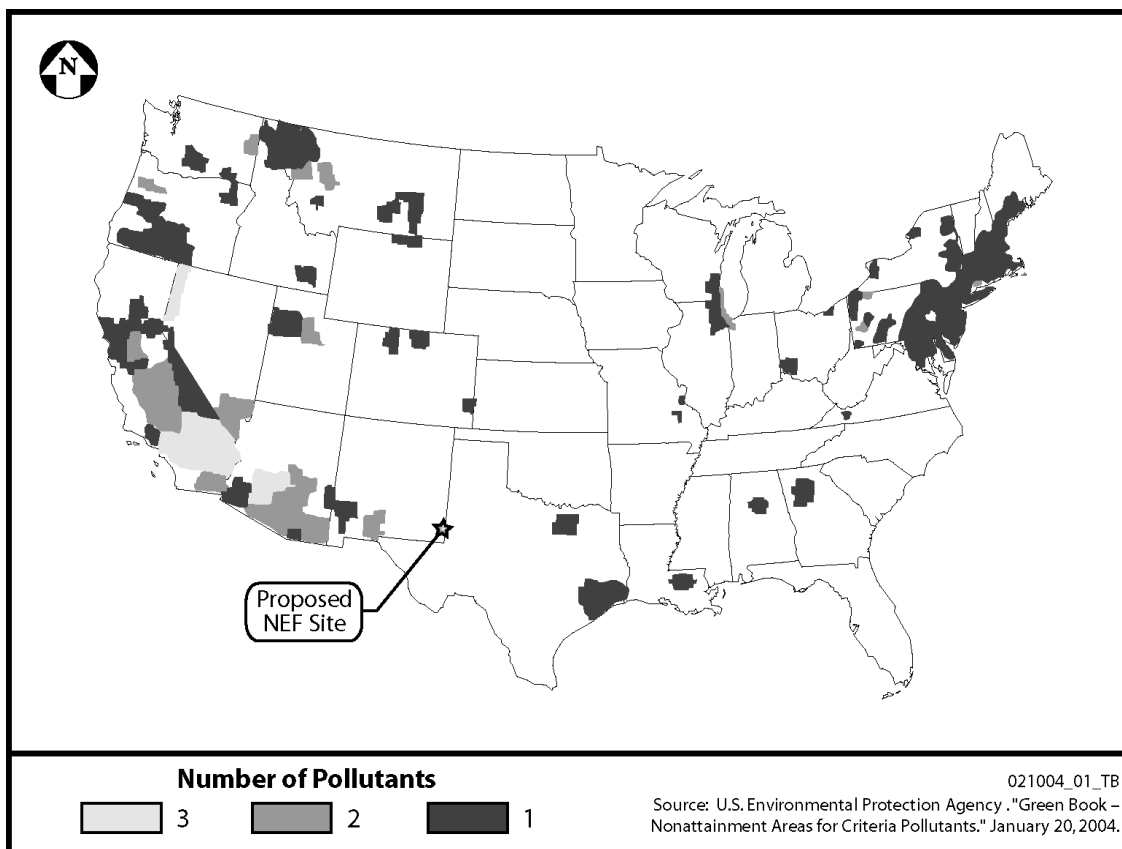 N
Proposed
NEF Site
Number of Pollutants
3
2
1
021004_01_TB
Source: U.S. Environmental Protection Agency . "Green Book –
Nonattainment Areas for Criteria Pollutants." January 20, 2004.